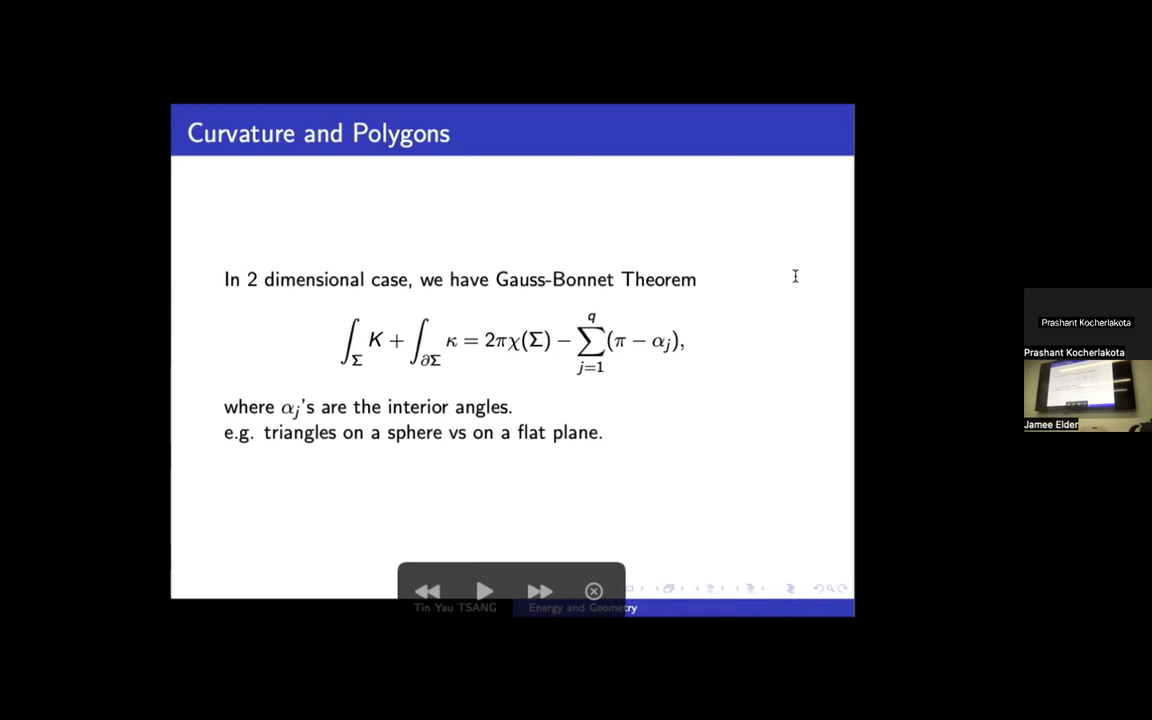 Curvature and Polygons
In 2 dimensional case, we have Gauss-Bonnet Theorem
∫_Σ K + ∫_∂Σ κ = 2πχ(Σ) − ∑_{j=1}^{q} (π − α_j),
where α_j's are the interior angles.
e.g. triangles on a sphere vs on a flat plane.
Tin Yau TSANG
Energy and Geometry
Prashant Kocherlakota
Prashant Kocherlakota
Jamee Elder